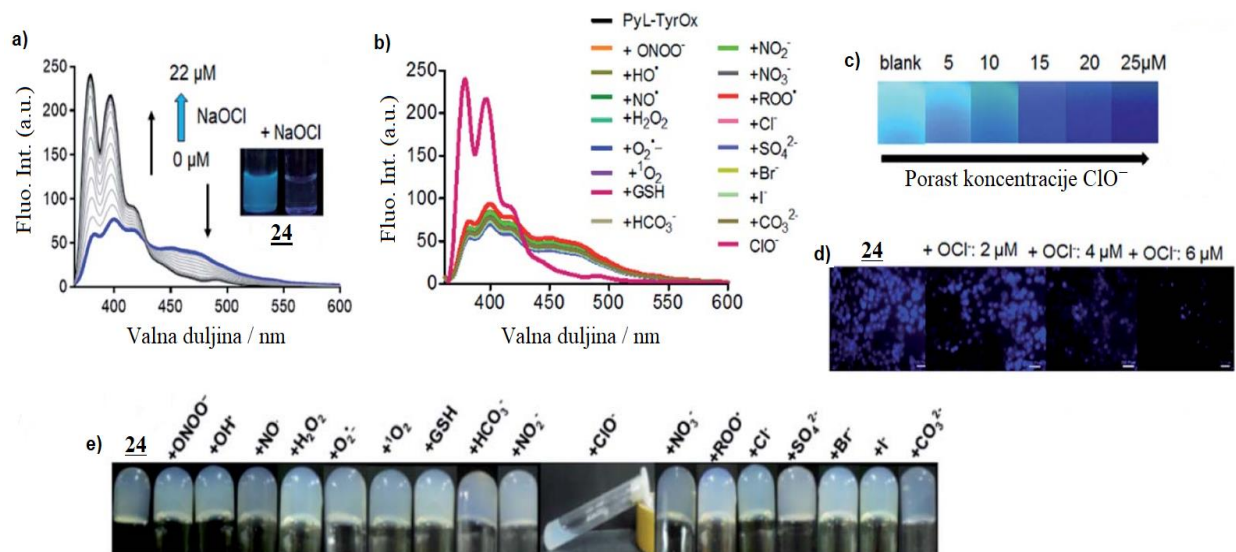 a)
Fluo. Int. (a.u.)
250
200
150
100
50
0
22 µM
NaOCl
0 µM
+ NaOCl
24
400 450 500 550 600
Valna duljina / nm
b)
Fluo. Int. (a.u.)
250
200
150
100
50
0
400 450 500 550 600
Valna duljina / nm
PyL-TyrOx
+ ONOO⁻
+HO•
+NO•
+H₂O₂
+O₂•−
+¹O₂
+GSH
+HCO₃⁻
+NO₂⁻
+NO₃⁻
+ROO•
+Cl⁻
+SO₄²⁻
+Br⁻
+I⁻
+CO₃²⁻
ClO⁻
c)
blank 5 10 15 20 25µM
Porast koncentracije ClO⁻
d)
24 + OCl⁻: 2 µM + OCl⁻: 4 µM + OCl⁻: 6 µM
e)
24 +ONOO⁻ +OH• +NO• +H₂O₂ +O₂•− +¹O₂ +GSH +HCO₃⁻ +NO₂⁻ +ClO⁻ +NO₃⁻ +ROO• +Cl⁻ +SO₄²⁻ +Br⁻ +I⁻ +CO₃²⁻